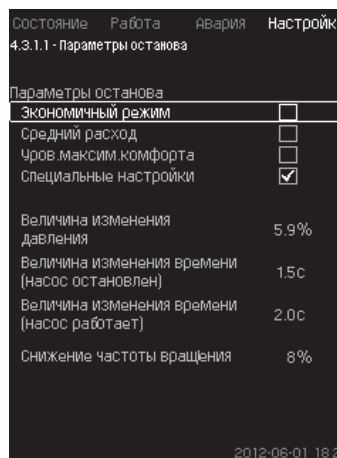 Состояние Работа Авария Настройк
4.3.1.1 - Параметры останова
Параметры останова
Экономичный режим
Средний расход
Уров.максим.комфорта
Специальные настройки
Величина изменения
давления 5.9%
Величина изменения времени
(насос остановлен) 1.5с
Величина изменения времени
(насос работает) 2.0с
Снижение частоты вращения 8%
2012-06-01 18:2